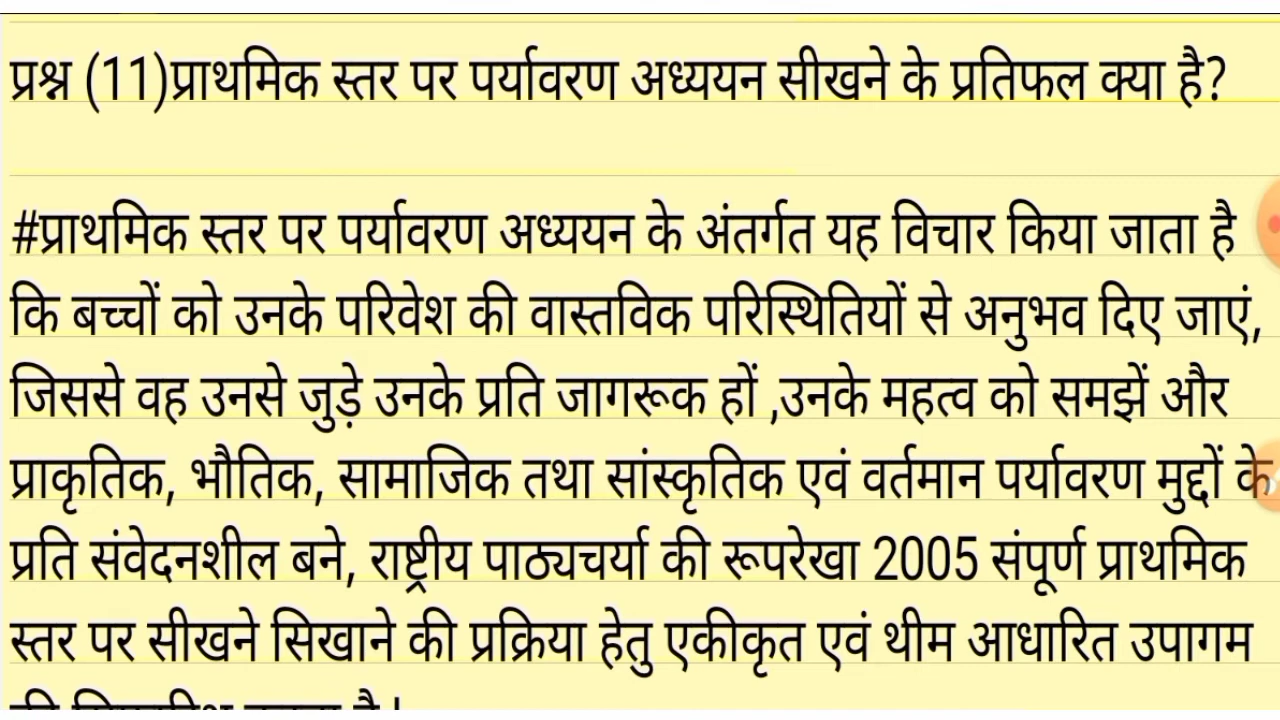 प्रश्न (11)प्राथमिक स्तर पर पर्यावरण अध्ययन सीखने के प्रतिफल क्या है?
#प्राथमिक स्तर पर पर्यावरण अध्ययन के अंतर्गत यह विचार किया जाता है
कि बच्चों को उनके परिवेश की वास्तविक परिस्थितियों से अनुभव दिए जाएं,
जिससे वह उनसे जुड़े उनके प्रति जागरूक हों ,उनके महत्व को समझें और
प्राकृतिक, भौतिक, सामाजिक तथा सांस्कृतिक एवं वर्तमान पर्यावरण मुद्दों के
प्रति संवेदनशील बने, राष्ट्रीय पाठ्यचर्या की रूपरेखा 2005 संपूर्ण प्राथमिक
स्तर पर सीखने सिखाने की प्रक्रिया हेतु एकीकृत एवं थीम आधारित उपागम